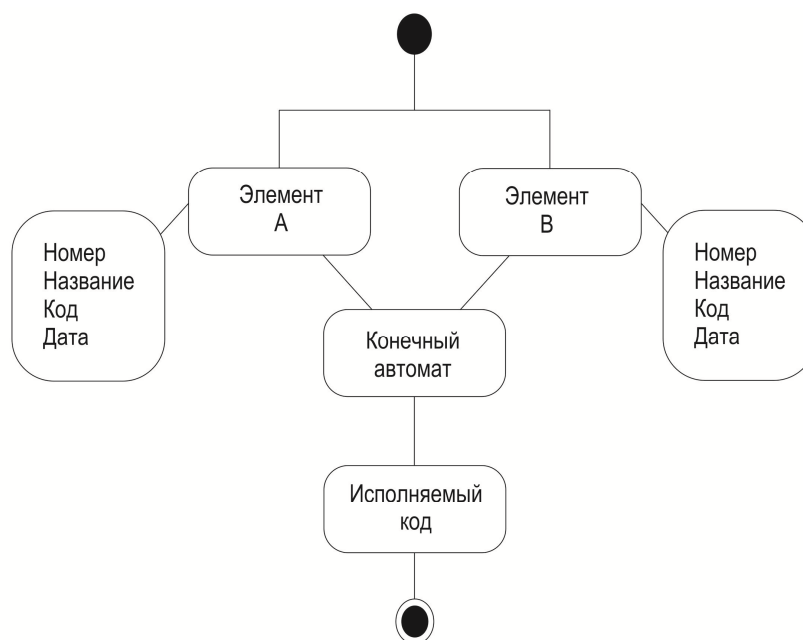 Элемент
А
Элемент
В
Номер
Название
Код
Дата
Номер
Название
Код
Дата
Конечный
автомат
Исполняемый
код